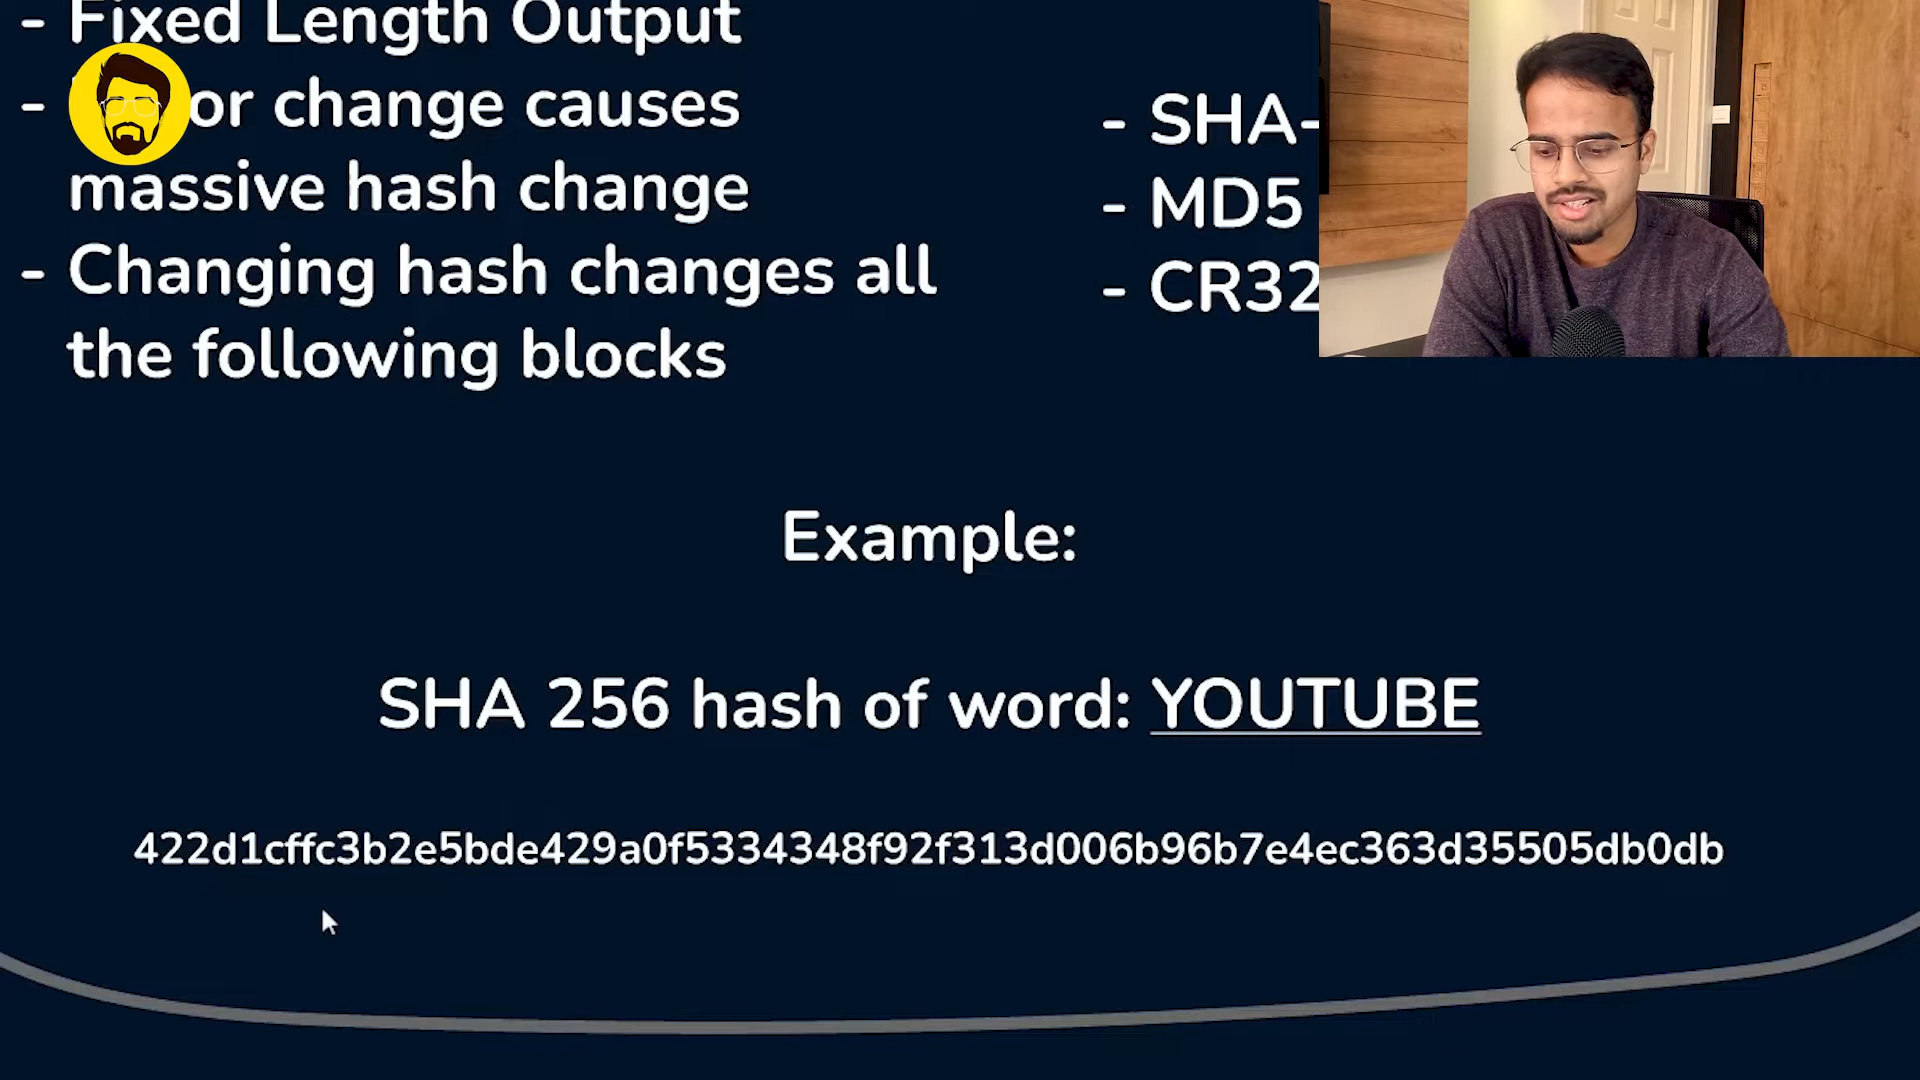 - Fixed Length Output
- or change causes
massive hash change
- Changing hash changes all
the following blocks
- SHA-
- MD5
- CR32
Example:
SHA 256 hash of word: YOUTUBE
422d1cffc3b2e5bde429a0f5334348f92f313d006b96b7e4ec363d35505db0db